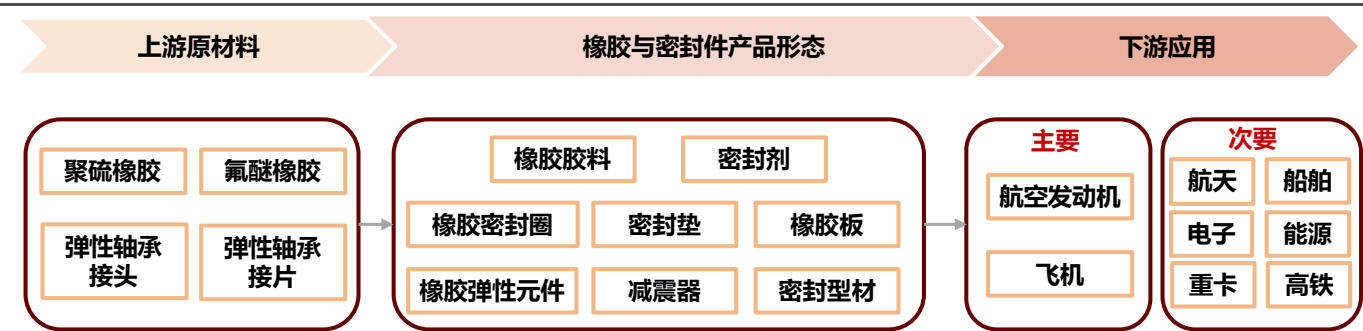 上游原材料
橡胶与密封件产品形态
下游应用
聚硫橡胶
氟醚橡胶
弹性轴承
接头
弹性轴承
接片
橡胶胶料
密封剂
橡胶密封圈
密封垫
橡胶板
橡胶弹性元件
减震器
密封型材
主要
航空发动机
飞机
次要
航天
船舶
电子
能源
重卡
高铁